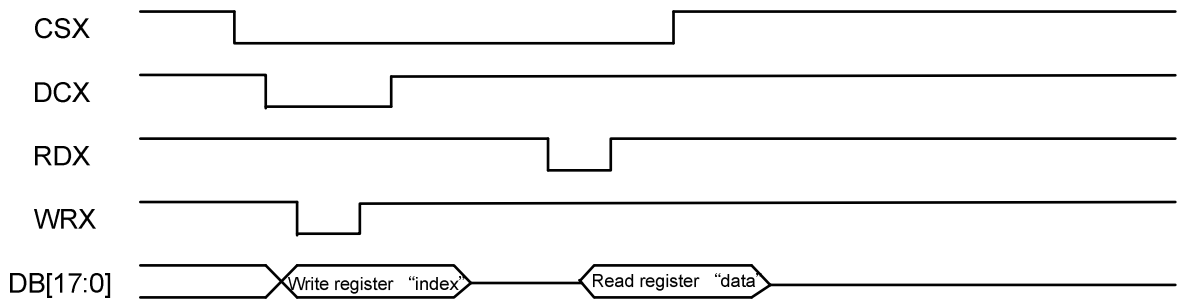 CSX
DCX
RDX
WRX
DB[17:0]
Write register “index”
Read register “data”